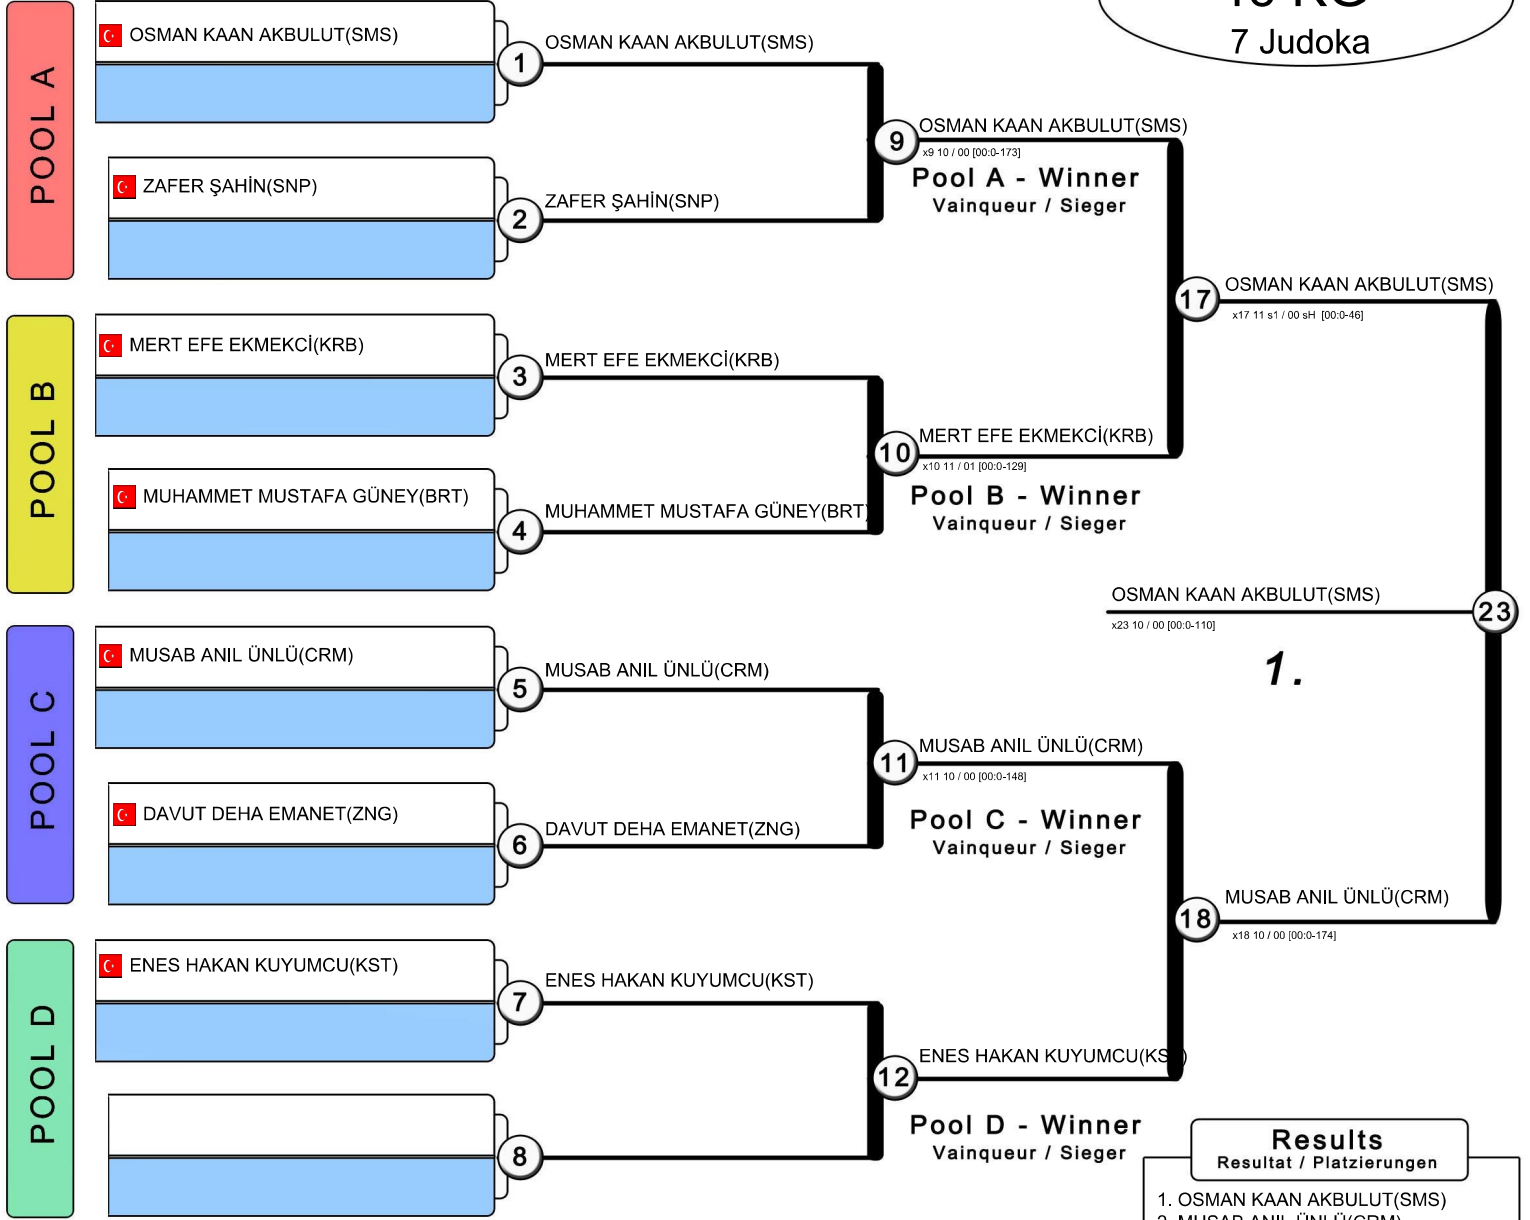 7 Judoka
POOL A
OSMAN KAAN AKBULUT(SMS)
1
OSMAN KAAN AKBULUT(SMS)
ZAFER ŞAHİN(SNP)
2
ZAFER ŞAHİN(SNP)
9
OSMAN KAAN AKBULUT(SMS)
x9 10 / 00 [00:0-173]
Pool A - Winner
Vainqueur / Sieger
POOL B
MERT EFE EKMEKCİ(KRB)
3
MERT EFE EKMEKCİ(KRB)
MUHAMMET MUSTAFA GÜNEY(BRT)
4
MUHAMMET MUSTAFA GÜNEY(BRT)
10
MERT EFE EKMEKCİ(KRB)
x10 11 / 01 [00:0-129]
Pool B - Winner
Vainqueur / Sieger
17
OSMAN KAAN AKBULUT(SMS)
x17 11 s1 / 00 sH [00:0-46]
OSMAN KAAN AKBULUT(SMS)
23
x23 10 / 00 [00:0-110]
1.
POOL C
MUSAB ANIL ÜNLÜ(CRM)
5
MUSAB ANIL ÜNLÜ(CRM)
DAVUT DEHA EMANET(ZNG)
6
DAVUT DEHA EMANET(ZNG)
11
MUSAB ANIL ÜNLÜ(CRM)
x11 10 / 00 [00:0-148]
Pool C - Winner
Vainqueur / Sieger
18
MUSAB ANIL ÜNLÜ(CRM)
x18 10 / 00 [00:0-174]
POOL D
ENES HAKAN KUYUMCU(KST)
7
ENES HAKAN KUYUMCU(KST)
8
12
ENES HAKAN KUYUMCU(KST)
Pool D - Winner
Vainqueur / Sieger
Results
Resultat / Platzierungen
1. OSMAN KAAN AKBULUT(SMS)
2. MUSAB ANIL ÜNLÜ(CRM)